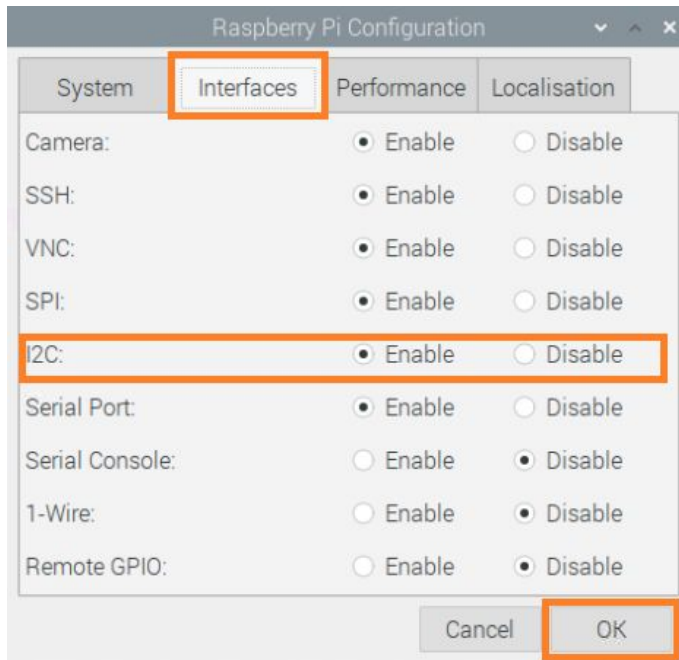 Raspberry Pi Configuration
System Interfaces Performance Localisation
Camera: Enable Disable
SSH: Enable Disable
VNC: Enable Disable
SPI: Enable Disable
I2C: Enable Disable
Serial Port: Enable Disable
Serial Console: Enable Disable
1-Wire: Enable Disable
Remote GPIO: Enable Disable
Cancel OK